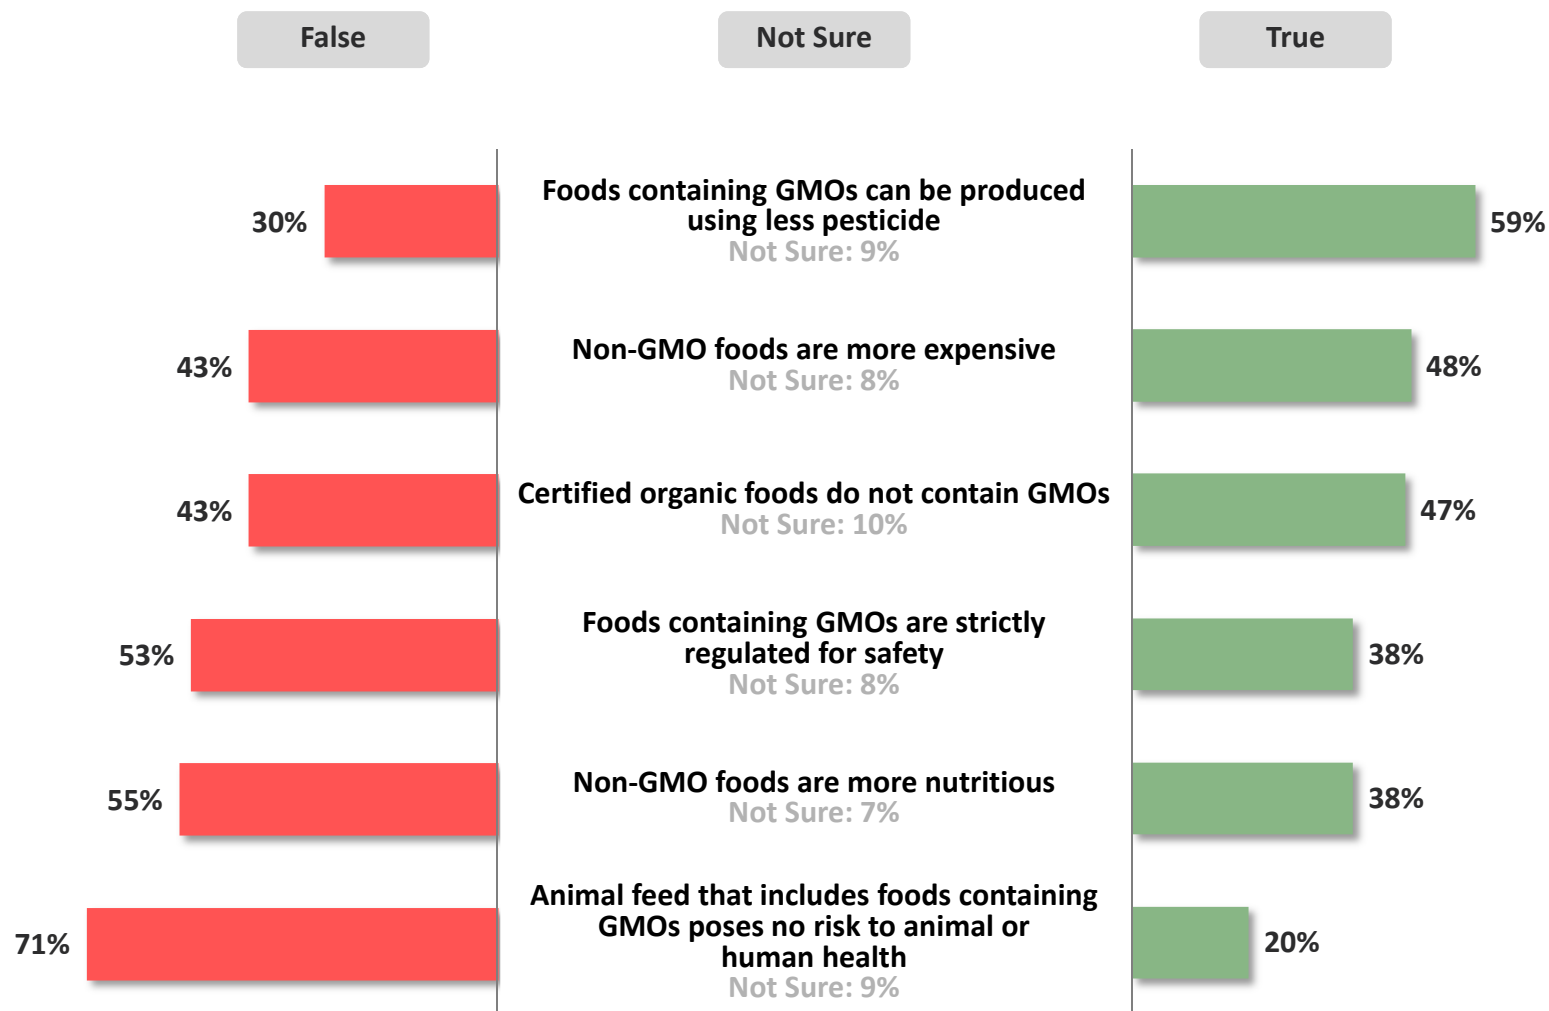 False
Not Sure
True
Foods containing GMOs can be produced
using less pesticide
Not Sure: 9%
30%
59%
Non-GMO foods are more expensive
Not Sure: 8%
43%
48%
Certified organic foods do not contain GMOs
Not Sure: 10%
43%
47%
Foods containing GMOs are strictly
regulated for safety
Not Sure: 8%
53%
38%
Non-GMO foods are more nutritious
Not Sure: 7%
55%
38%
Animal feed that includes foods containing
GMOs poses no risk to animal or
human health
Not Sure: 9%
71%
20%